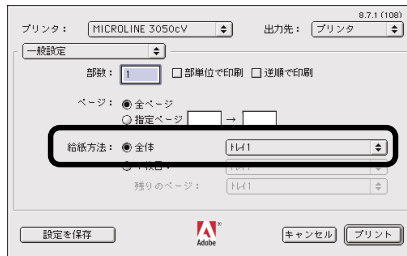 8.7.1 (108)
プリンタ： MICROLINE 3050cV 出力先： プリンタ
一般設定
部数： 1 部単位で印刷 逆順で印刷
ページ： 全ページ
指定ページ →
給紙方法： 全体 トレイ1
残りのページ： トレイ1
設定を保存 Adobe キャンセル プリント